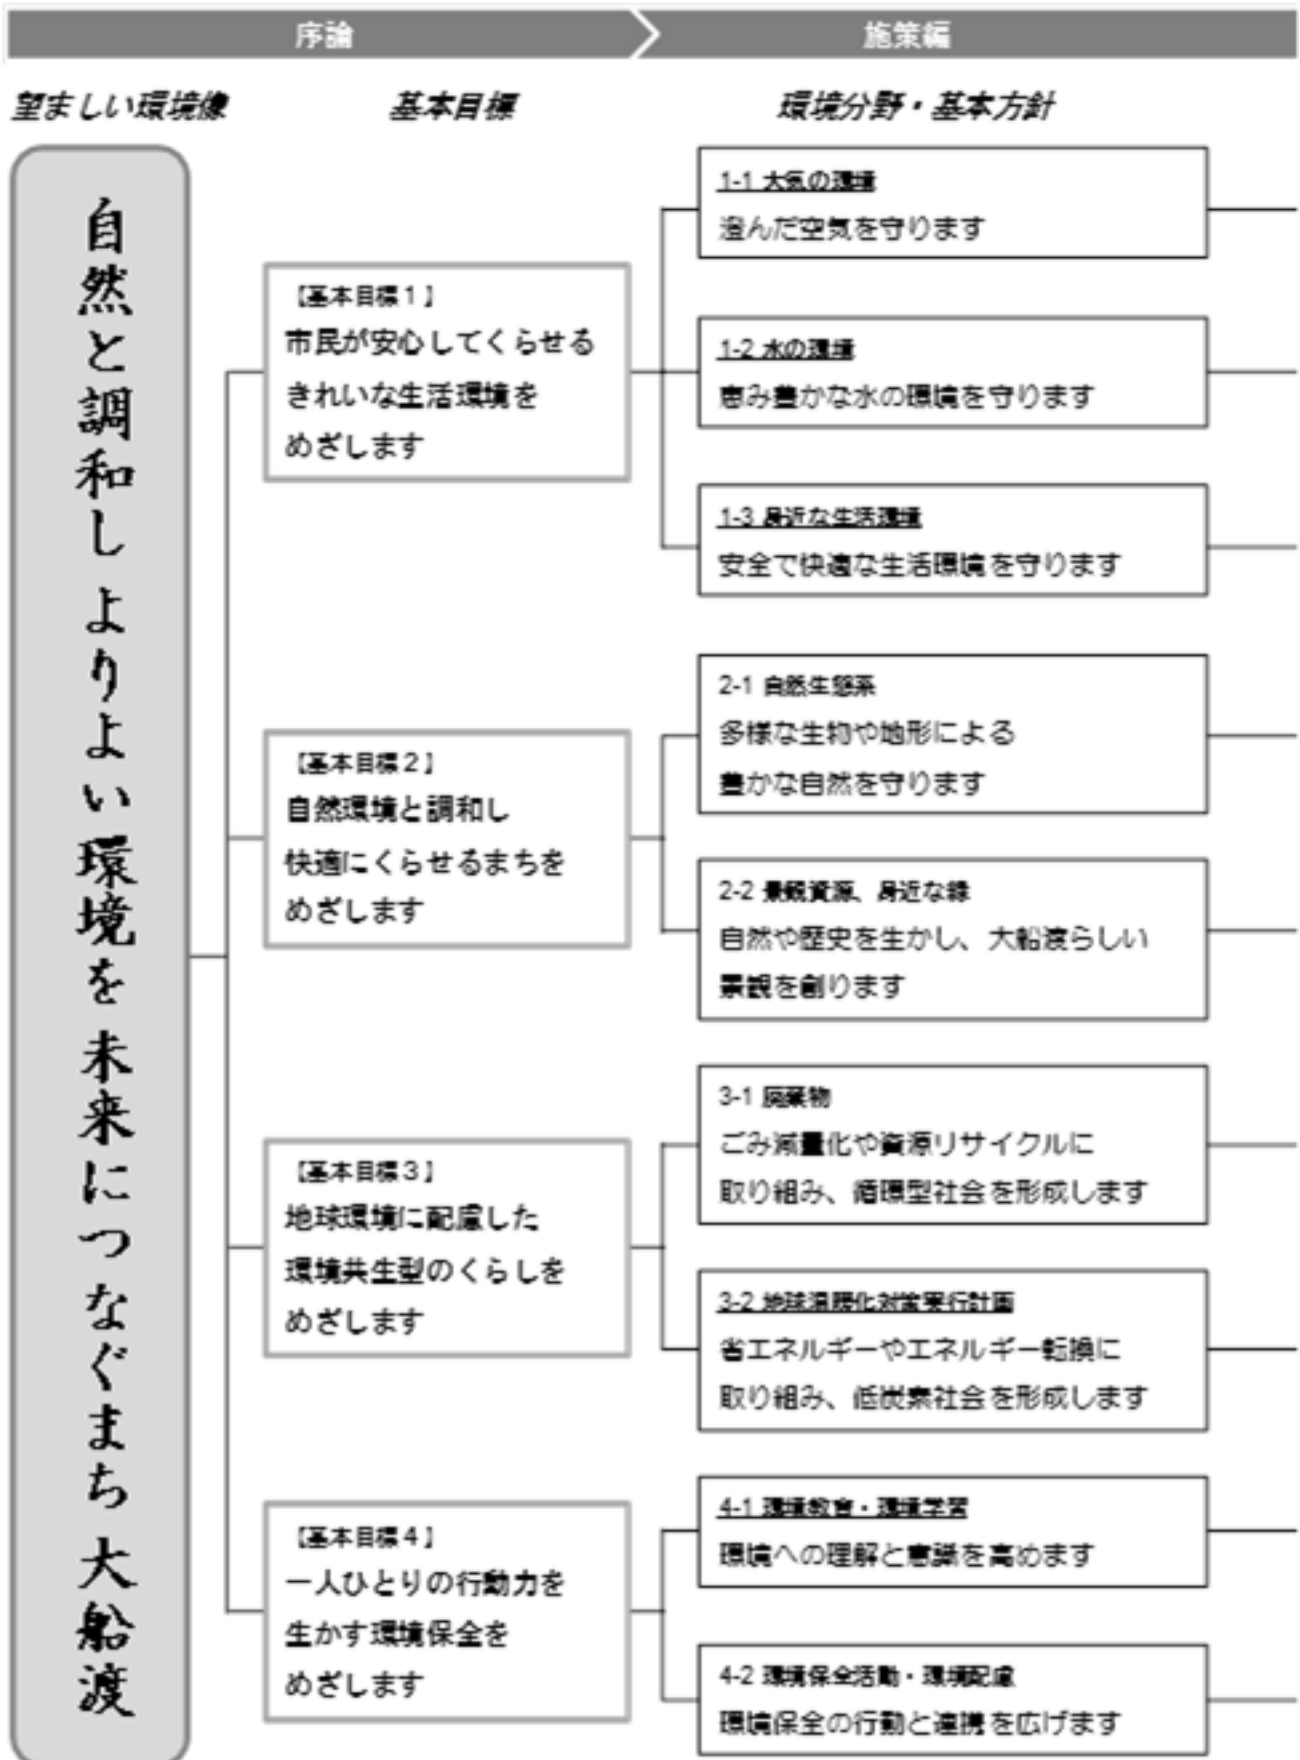 序論
施策編
望ましい環境像
基本目標
環境分野・基本方針
自然と調和し よりよい環境を 未来につなぐまち 大船渡
【基本目標１】
市民が安心してくらせる
きれいな生活環境を
めざします
1-1 大気の環境
澄んだ空気を守ります
1-2 水の環境
恵み豊かな水の環境を守ります
1-3 身近な生活環境
安全で快適な生活環境を守ります
【基本目標２】
自然環境と調和し
快適にくらせるまちを
めざします
2-1 自然生態系
多様な生物や地形による
豊かな自然を守ります
2-2 景観資源、身近な緑
自然や歴史を生かし、大船渡らしい
景観を創ります
【基本目標３】
地球環境に配慮した
環境共生型のくらしを
めざします
3-1 廃棄物
ごみ減量化や資源リサイクルに
取り組み、循環型社会を形成します
3-2 地球温暖化対策実行計画
省エネルギーやエネルギー転換に
取り組み、低炭素社会を形成します
【基本目標４】
一人ひとりの行動力を
生かす環境保全を
めざします
4-1 環境教育・環境学習
環境への理解と意識を高めます
4-2 環境保全活動・環境配慮
環境保全の行動と連携を広げます